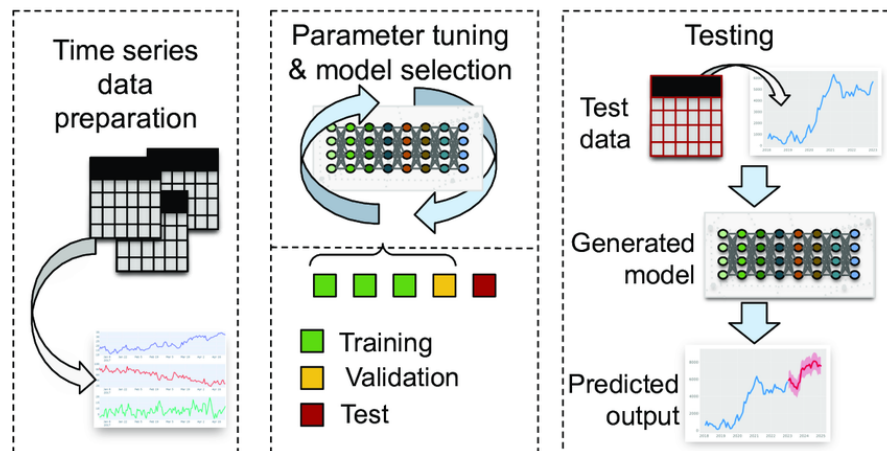 Time series
data
preparation
Parameter tuning
& model selection
Training
Validation
Test
Testing
Test
data
Generated
model
Predicted
output